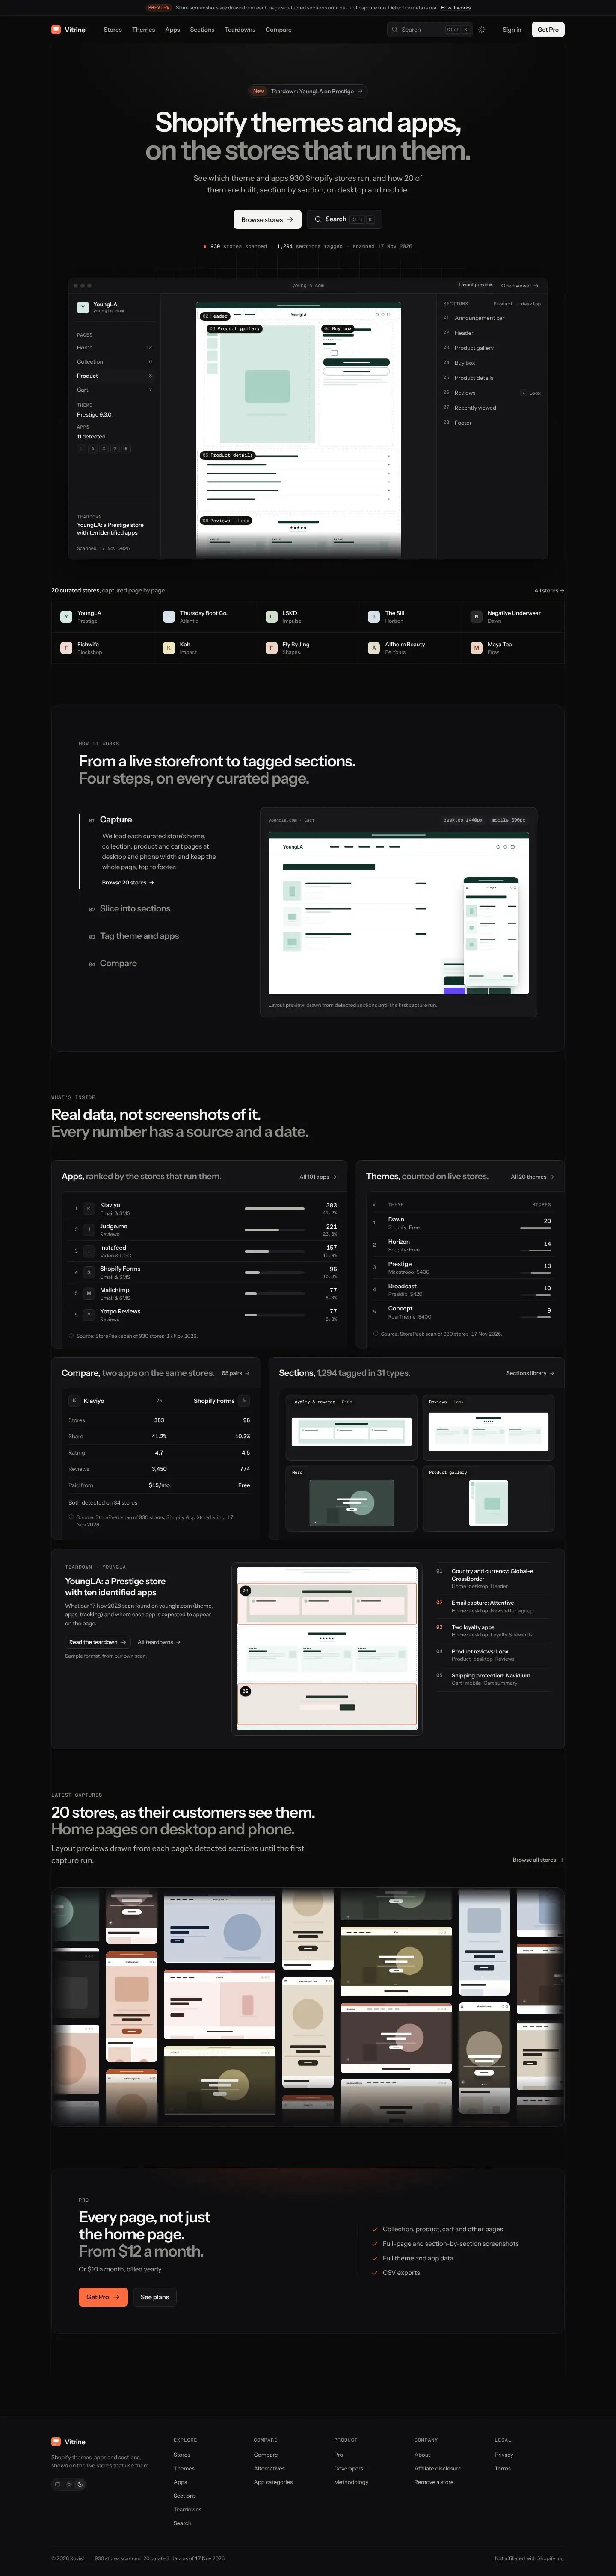 PREVIEW Store screenshots are drawn from each page's detected sections until our first capture run. Detection data is real. How it works
Vitrine Stores Themes Apps Sections Teardowns Compare Search Ctrl K Sign in Get Pro
New Teardown: YoungLA on Prestige →
Shopify themes and apps,
on the stores that run them.
See which theme and apps 930 Shopify stores run, and how 20 of
them are built, section by section, on desktop and mobile.
Browse stores → Search Ctrl K
930 stores scanned · 1,294 sections tagged · scanned 17 Nov 2026
youngla.com Layout preview Open viewer →
Y YoungLA
youngla.com
PAGES
Home 12
Collection 6
Product 8
Cart 7
THEME
Prestige 9.3.0
APPS
11 detected
TEARDOWN
YoungLA: a Prestige store
with ten identified apps
Scanned 17 Nov 2026
02 Header
YoungLA
03 Product gallery
04 Buy box
05 Product details
06 Reviews · Loox
SECTIONS Product · desktop
01 Announcement bar
02 Header
03 Product gallery
04 Buy box
05 Product details
06 Reviews Loox
07 Recently viewed
08 Footer
20 curated stores, captured page by page All stores →
Y YoungLA
Prestige
T Thursday Boot Co.
Atlantic
L LSKD
Impulse
T The Sill
Horizon
N Negative Underwear
Dawn
F Fishwife
Blockshop
K Koh
Impact
F Fly By Jing
Shapes
A Alfheim Beauty
Be Yours
M Maya Tea
Flow
HOW IT WORKS
From a live storefront to tagged sections.
Four steps, on every curated page.
01 Capture
We load each curated store's home,
collection, product and cart pages at
desktop and phone width and keep the
whole page, top to footer.
Browse 20 stores →
02 Slice into sections
03 Tag theme and apps
04 Compare
youngla.com · Cart desktop 1440px mobile 390px
YoungLA
YoungLA
Layout preview: drawn from detected sections until the first capture run.
WHAT'S INSIDE
Real data, not screenshots of it.
Every number has a source and a date.
Apps, ranked by the stores that run them. All 101 apps →
1 K Klaviyo 383
Email & SMS 41.2%
2 J Judge.me 221
Reviews 23.8%
3 I Instafeed 157
Video & UGC 16.9%
4 S Shopify Forms 96
Email & SMS 10.3%
5 M Mailchimp 77
Email & SMS 8.3%
5 Y Yotpo Reviews 77
Reviews 8.3%
Source: StorePeek scan of 930 stores · 17 Nov 2026.
Themes, counted on live stores. All 20 themes →
# THEME STORES
1 Dawn 20
Shopify · Free
2 Horizon 14
Shopify · Free
3 Prestige 13
Maestrooo · $400
4 Broadcast 10
Presidio · $420
5 Concept 9
RoarTheme · $400
Source: StorePeek scan of 930 stores · 17 Nov 2026.
Compare, two apps on the same stores. 65 pairs →
K Klaviyo VS Shopify Forms S
Stores 383 96
Share 41.2% 10.3%
Rating 4.7 4.5
Reviews 3,450 774
Paid from $15/mo Free
Both detected on 34 stores
Source: StorePeek scan of 930 stores; Shopify App Store listing · 17
Nov 2026.
Sections, 1,294 tagged in 31 types. Sections library →
Loyalty & rewards · Rise
Reviews · Loox
Hero
Product gallery
TEARDOWN · YOUNGLA
YoungLA: a Prestige store
with ten identified apps
What our 17 Nov 2026 scan found on youngla.com (theme,
apps, tracking) and where each app is expected to appear
on the page.
Read the teardown → All teardowns →
Sample format, from our own scan.
03
02
01 Country and currency: Global-e
CrossBorder
Home · desktop · Header
02 Email capture: Attentive
Home · desktop · Newsletter signup
03 Two loyalty apps
Home · desktop · Loyalty & rewards
04 Product reviews: Loox
Product · desktop · Reviews
05 Shipping protection: Navidium
Cart · mobile · Cart summary
LATEST CAPTURES
20 stores, as their customers see them.
Home pages on desktop and phone.
Layout previews drawn from each page's detected sections until the first
capture run.
Browse all stores →
PRO
Every page, not just
the home page.
From $12 a month.
Or $10 a month, billed yearly.
Get Pro → See plans
✓ Collection, product, cart and other pages
✓ Full-page and section-by-section screenshots
✓ Full theme and app data
✓ CSV exports
Vitrine
Shopify themes, apps and sections,
shown on the live stores that use them.
EXPLORE
Stores
Themes
Apps
Sections
Teardowns
Search
COMPARE
Compare
Alternatives
App categories
PRODUCT
Pro
Developers
Methodology
COMPANY
About
Affiliate disclosure
Remove a store
LEGAL
Privacy
Terms
© 2026 Xovist 930 stores scanned · 20 curated · data as of 17 Nov 2026 Not affiliated with Shopify Inc.